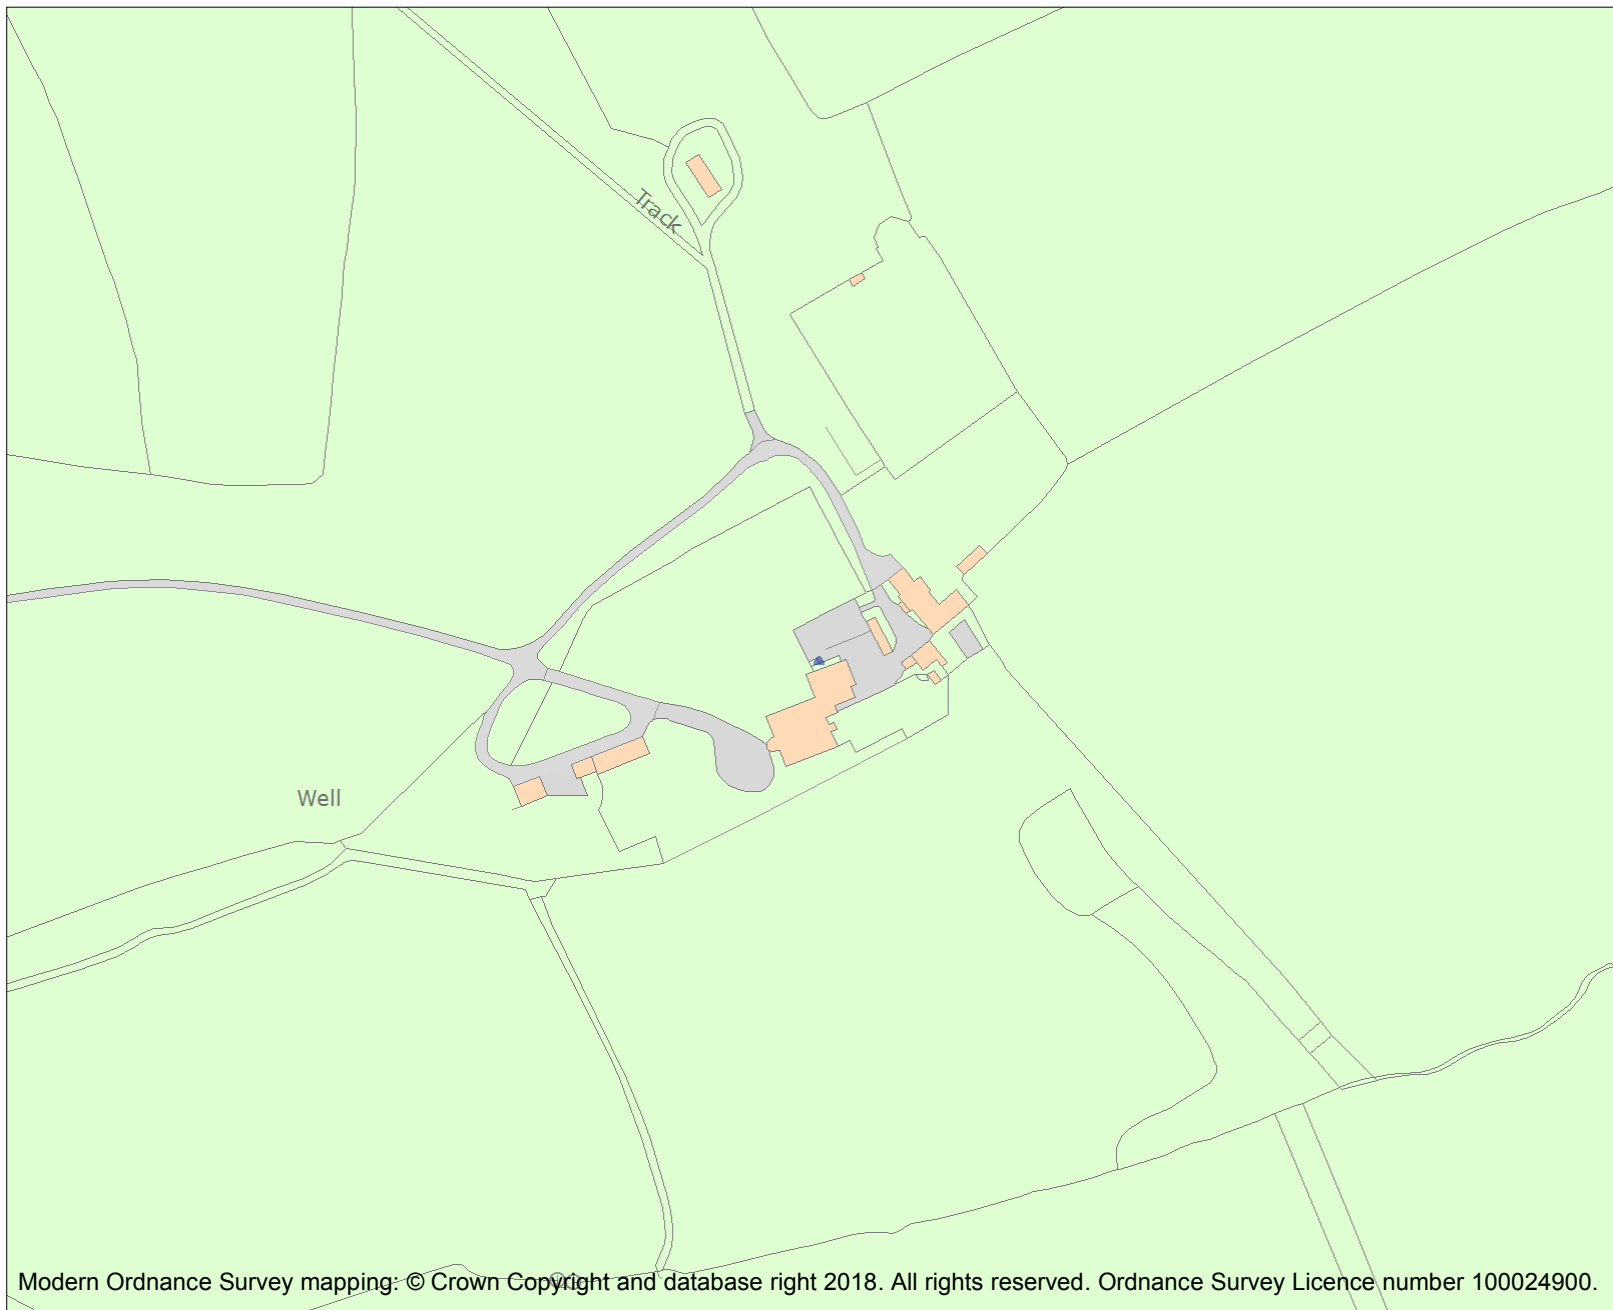 Track
Well
Modern Ordnance Survey mapping: © Crown Copyright and database right 2018. All rights reserved. Ordnance Survey Licence number 100024900.